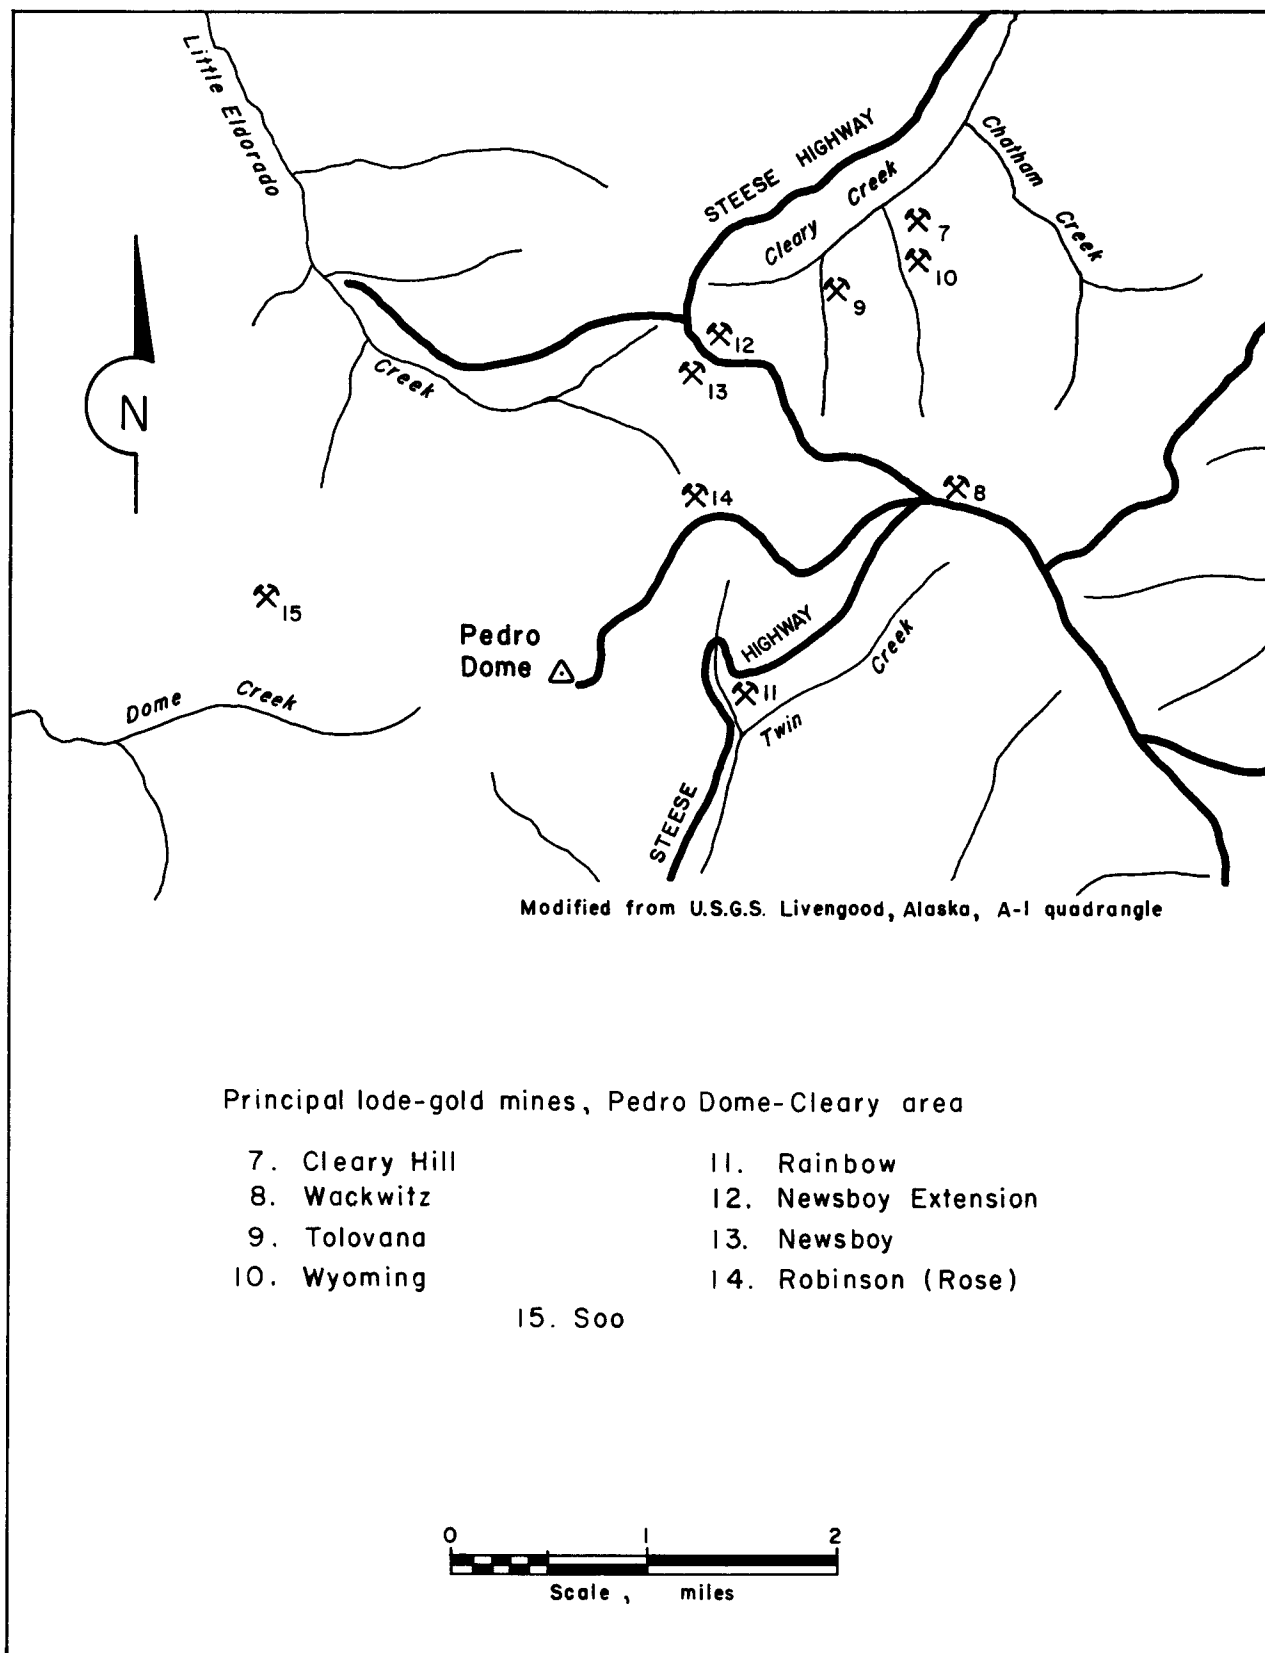 Little Eldorado
STEESE HIGHWAY
Cleary Creek
Chatham Creek
7
10
9
12
13
Creek
N
14
8
15
Pedro
Dome
HIGHWAY
Creek
11
Twin
Dome Creek
STEESE
Modified from U.S.G.S. Livengood, Alaska, A-1 quadrangle
Principal lode-gold mines, Pedro Dome-Cleary area
7. Cleary Hill
8. Wackwitz
9. Tolovana
10. Wyoming
11. Rainbow
12. Newsboy Extension
13. Newsboy
14. Robinson (Rose)
15. Soo
0 1 2
Scale, miles